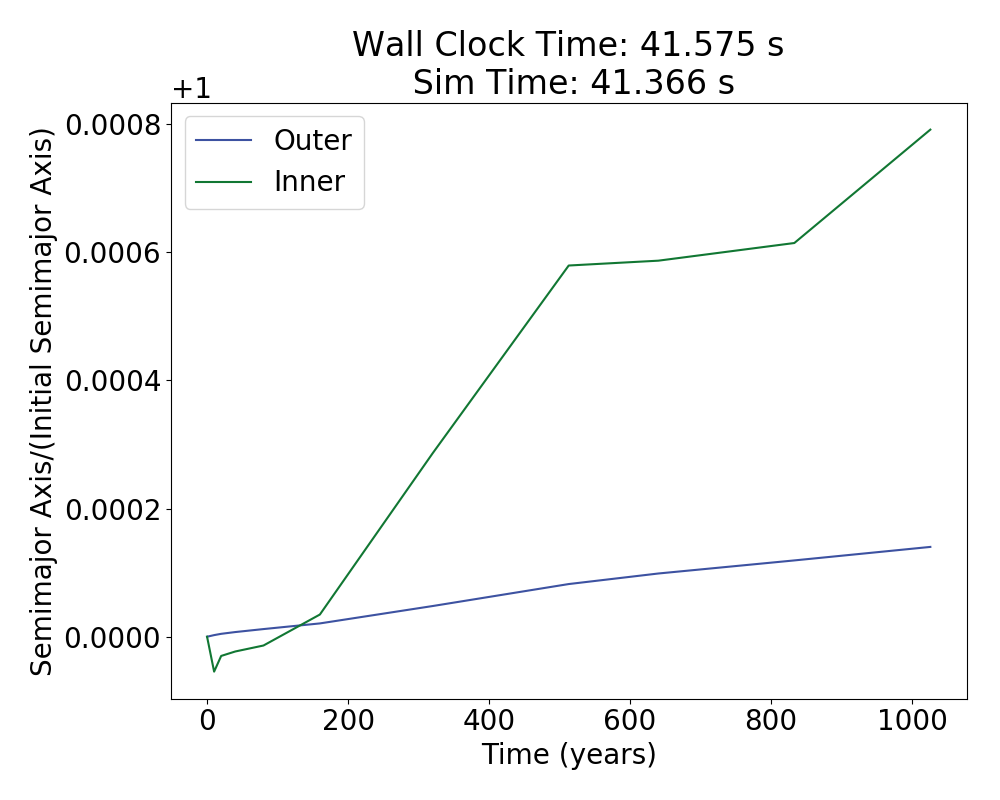 Wall Clock Time: 41.575 s
Sim Time: 41.366 s
+1
0.0008
0.0006
0.0004
0.0002
0.0000
Semimajor Axis/(Initial Semimajor Axis)
Outer
Inner
0 200 400 600 800 1000
Time (years)